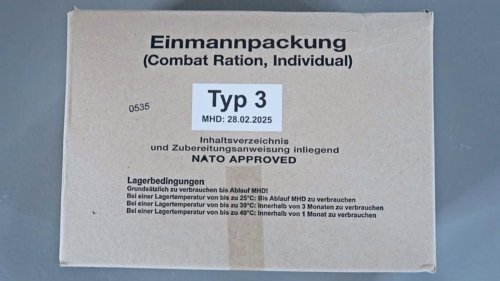 Einmannpackung
(Combat Ration, Individual)
Typ 3
MHD: 28.02.2025
0535
Inhaltsverzeichnis
und Zubereitungsanweisung inliegend
NATO APPROVED
Lagerbedingungen
Grundsätzlich zu verbrauchen bis Ablauf MHD!
Bei einer Lagertemperatur von bis zu 25°C: Bis Ablauf MHD zu verbrauchen
Bei einer Lagertemperatur von bis zu 39°C: Innerhalb von 3 Monaten zu verbrauchen
Bei einer Lagertemperatur von bis zu 49°C: Innerhalb von 1 Monat zu verbrauchen